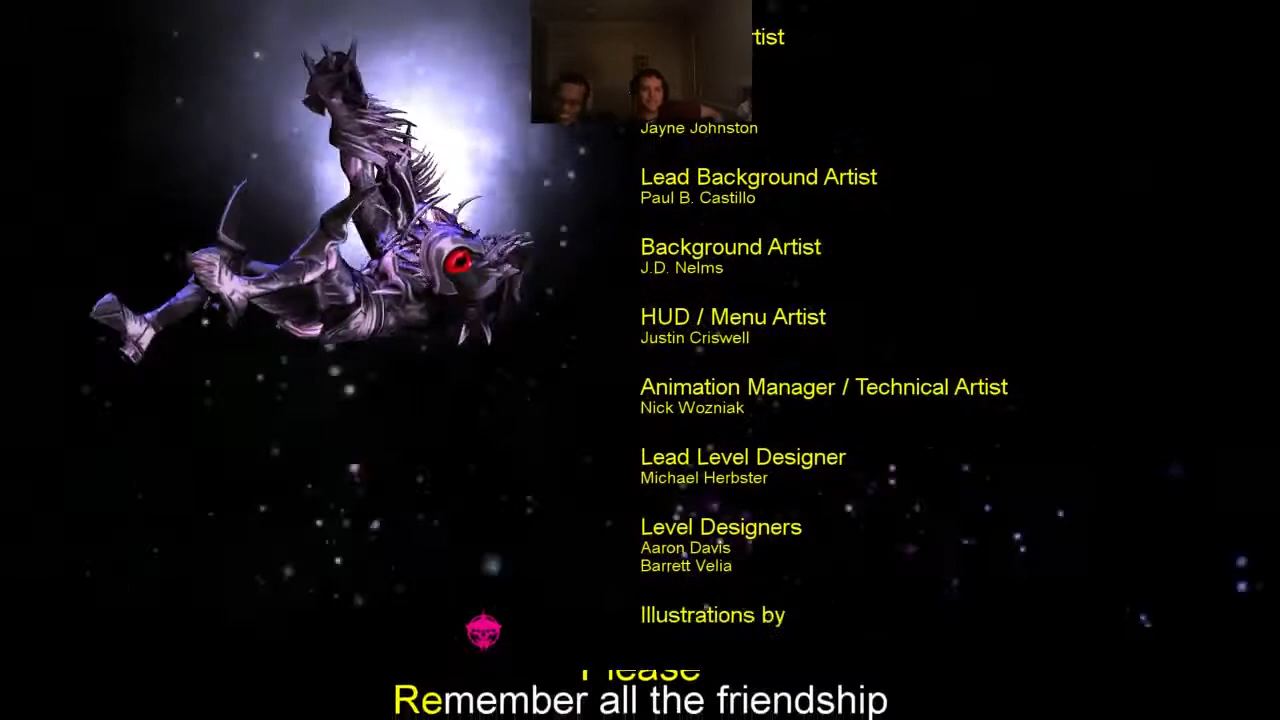 tist
Jayne Johnston
Lead Background Artist
Paul B. Castillo
Background Artist
J.D. Nelms
HUD / Menu Artist
Justin Criswell
Animation Manager / Technical Artist
Nick Wozniak
Lead Level Designer
Michael Herbster
Level Designers
Aaron Davis
Barrett Velia
Illustrations by
Please
Remember all the friendship